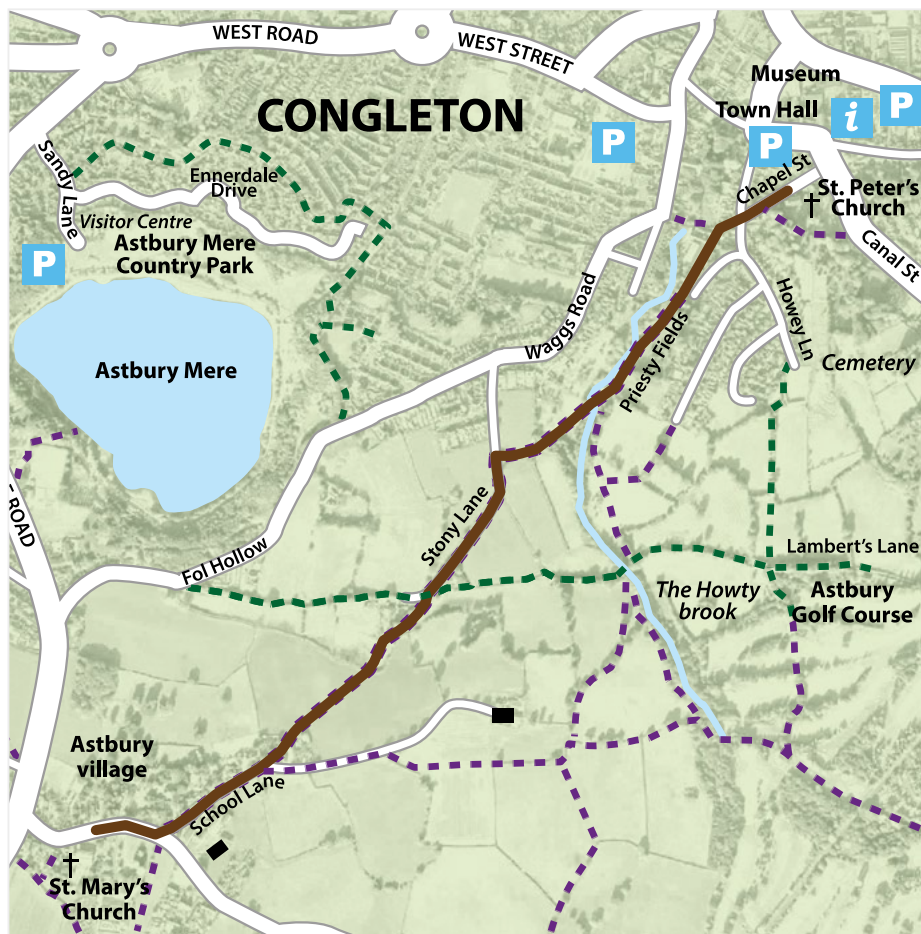 WEST ROAD
WEST STREET
Museum
Town Hall
i
P
P
P
CONGLETON
Sandy Lane
Ennerdale
Drive
Visitor Centre
Astbury Mere
Country Park
P
Chapel St
St. Peter's
Church
Canal St
Waggs Road
Howey Ln
Priesty Fields
Cemetery
Astbury Mere
Stony Lane
ROAD
Fol Hollow
Lambert's Lane
The Howty
brook
Astbury
Golf Course
Astbury
village
School Lane
St. Mary's
Church